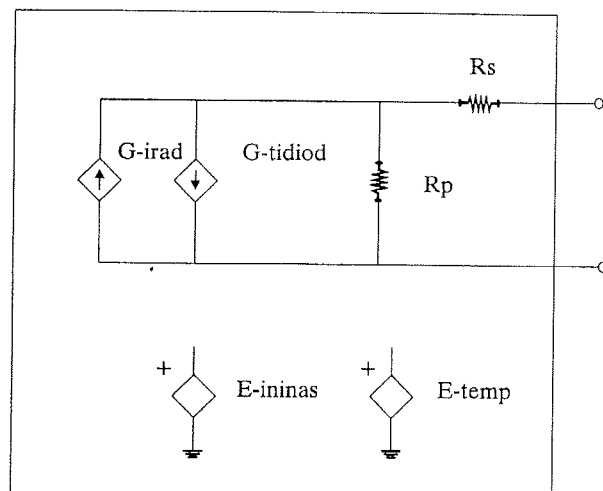 Rs
G-irad
G-tidiod
Rp
+
E-ininas
+
E-temp